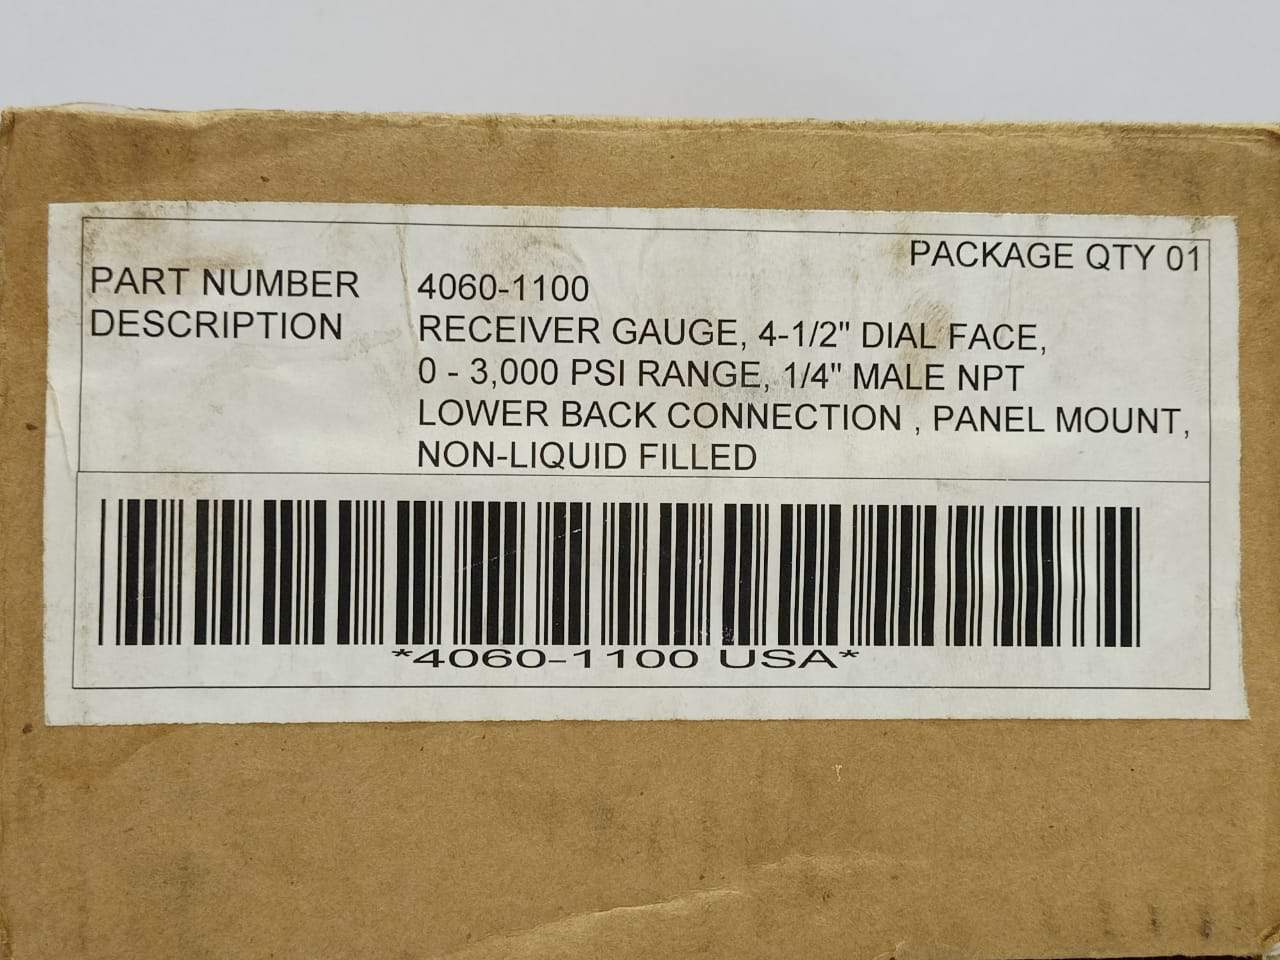 PACKAGE QTY 01
PART NUMBER 4060-1100
DESCRIPTION RECEIVER GAUGE, 4-1/2" DIAL FACE,
0 - 3,000 PSI RANGE, 1/4" MALE NPT
LOWER BACK CONNECTION , PANEL MOUNT,
NON-LIQUID FILLED
*4060-1100 USA*